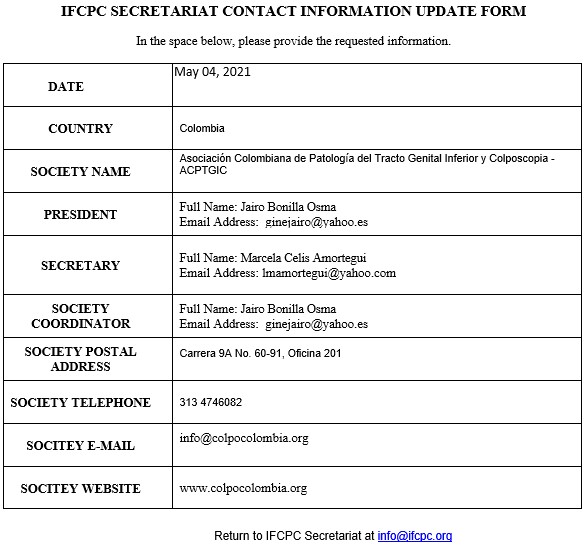 IFCPC SECRETARIAT CONTACT INFORMATION UPDATE FORM
In the space below, please provide the requested information.
DATE
May 04, 2021
COUNTRY
Colombia
SOCIETY NAME
Asociación Colombiana de Patología del Tracto Genital Inferior y Colposcopia -
ACPTGIC
PRESIDENT
Full Name: Jairo Bonilla Osma
Email Address: ginejairo@yahoo.es
SECRETARY
Full Name: Marcela Celis Amortegui
Email Address: lmamortegui@yahoo.com
SOCIETY
COORDINATOR
Full Name: Jairo Bonilla Osma
Email Address: ginejairo@yahoo.es
SOCIETY POSTAL
ADDRESS
Carrera 9A No. 60-91, Oficina 201
SOCIETY TELEPHONE
313 4746082
SOCITEY E-MAIL
info@colpocolombia.org
SOCITEY WEBSITE
www.colpocolombia.org
Return to IFCPC Secretariat at info@ifcpc.org